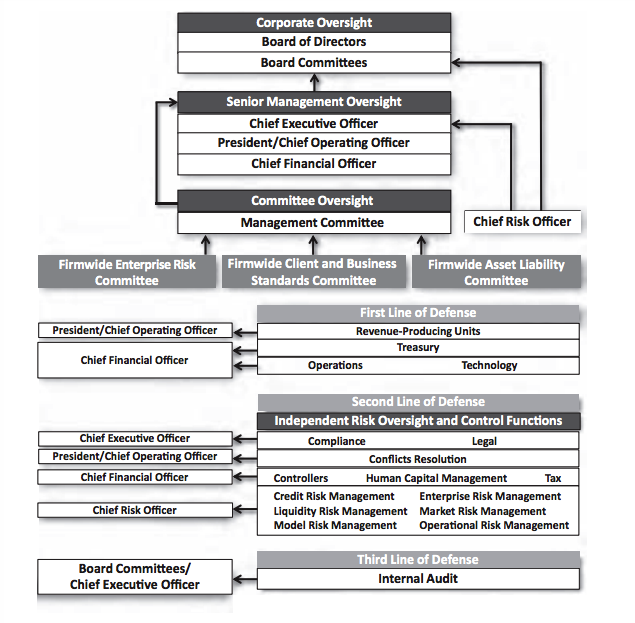 Corporate Oversight
Board of Directors
Board Committees
Senior Management Oversight
Chief Executive Officer
President/Chief Operating Officer
Chief Financial Officer
Committee Oversight
Management Committee
Chief Risk Officer
Firmwide Enterprise Risk
Committee
Firmwide Client and Business
Standards Committee
Firmwide Asset Liability
Committee
First Line of Defense
President/Chief Operating Officer
Revenue-Producing Units
Chief Financial Officer
Treasury
Operations Technology
Second Line of Defense
Independent Risk Oversight and Control Functions
Chief Executive Officer
Compliance Legal
President/Chief Operating Officer
Conflicts Resolution
Chief Financial Officer
Controllers Human Capital Management Tax
Chief Risk Officer
Credit Risk Management Enterprise Risk Management
Liquidity Risk Management Market Risk Management
Model Risk Management Operational Risk Management
Third Line of Defense
Board Committees/
Chief Executive Officer
Internal Audit